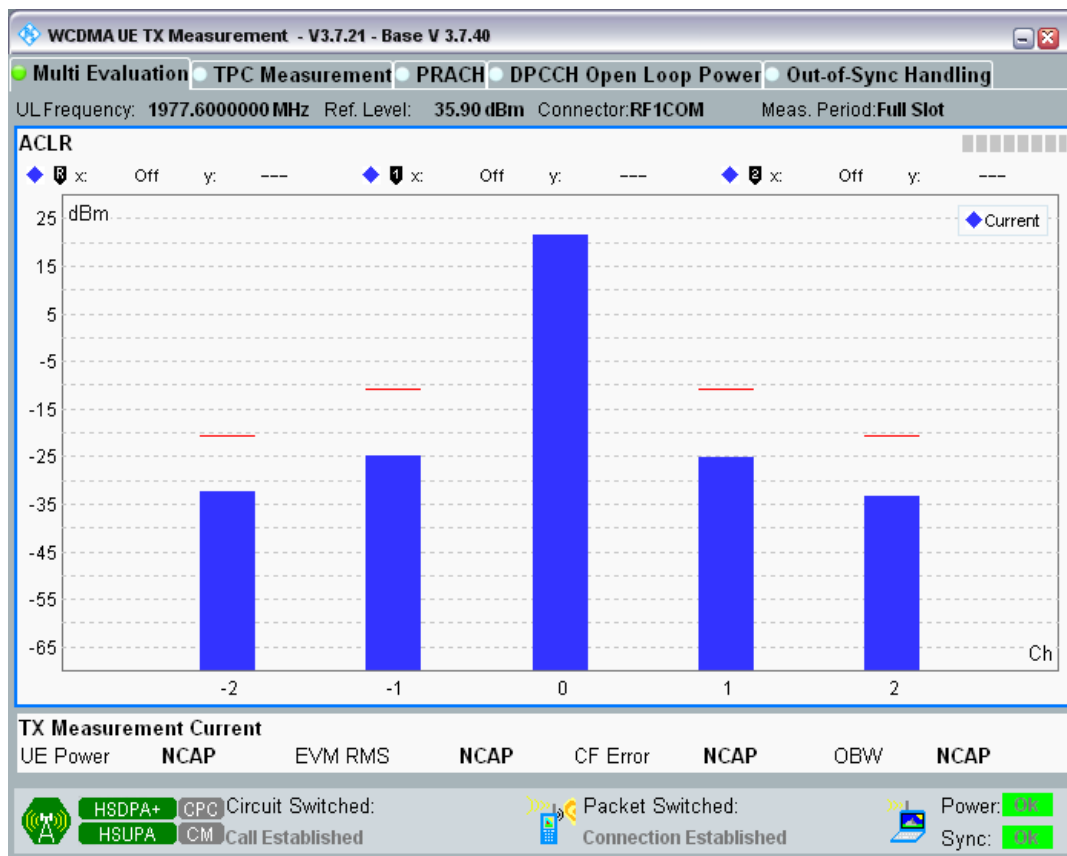 WCDMA UE TX Measurement - V3.7.21 - Base V 3.7.40
Multi Evaluation TPC Measurement PRACH DPCCH Open Loop Power Out-of-Sync Handling
UL Frequency: 1977.6000000 MHz Ref. Level: 35.90 dBm Connector:RF1COM Meas. Period:Full Slot
ACLR
R x: Off y: --- 1 x: Off y: --- 2 x: Off y: ---
dBm
Current
25
15
5
-5
-15
-25
-35
-45
-55
-65
Ch
-2 -1 0 1 2
TX Measurement Current
UE Power NCAP EVM RMS NCAP CF Error NCAP OBW NCAP
HSDPA+ CPC Circuit Switched: Packet Switched: Power: Ok
HSUPA CM Call Established Connection Established Sync: Ok